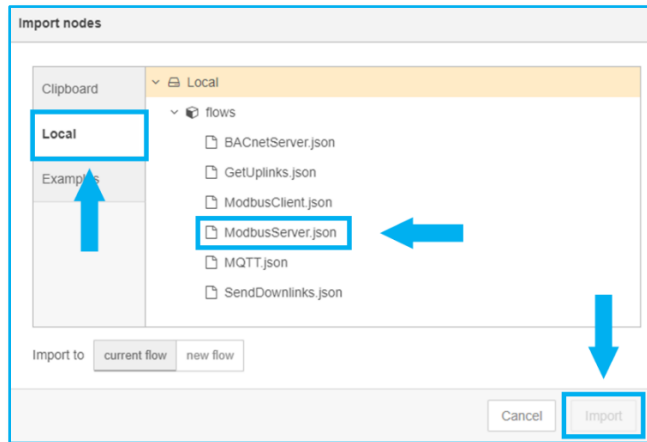 Import nodes
Clipboard
Local
Examples
Local
flows
BACnetServer.json
GetUplinks.json
ModbusClient.json
ModbusServer.json
MQTT.json
SendDownlinks.json
Import to current flow new flow
Cancel Import